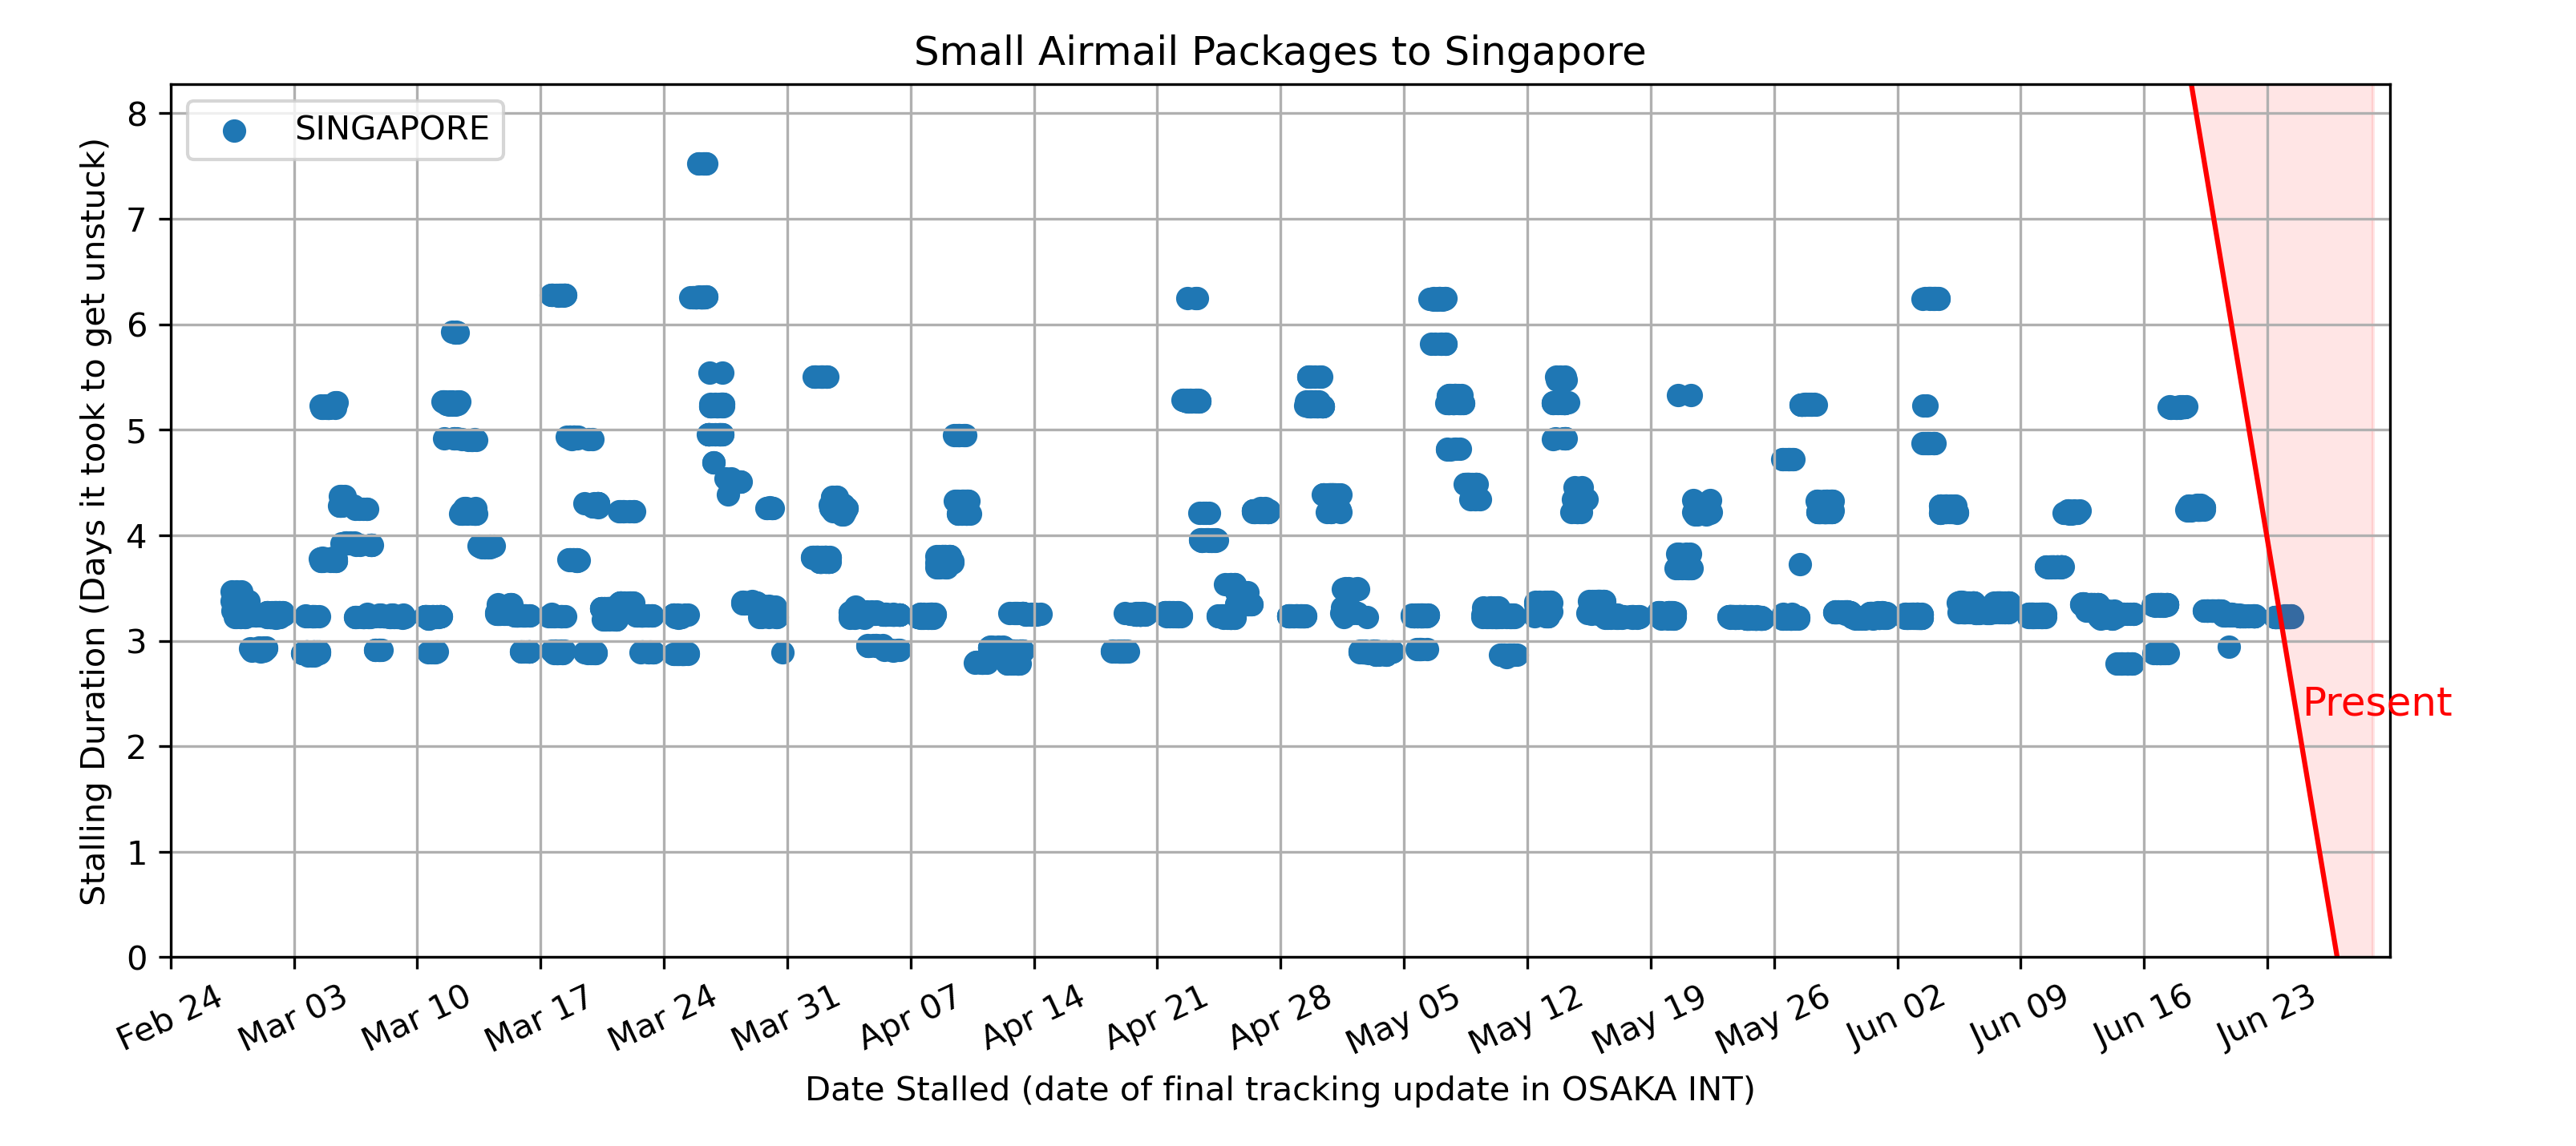 Small Airmail Packages to Singapore
SINGAPORE
8
7
6
5
4
3
2
1
0
Stalling Duration (Days it took to get unstuck)
Present
Feb 24
Mar 03
Mar 10
Mar 17
Mar 24
Mar 31
Apr 07
Apr 14
Apr 21
Apr 28
May 05
May 12
May 19
May 26
Jun 02
Jun 09
Jun 16
Jun 23
Date Stalled (date of final tracking update in OSAKA INT)